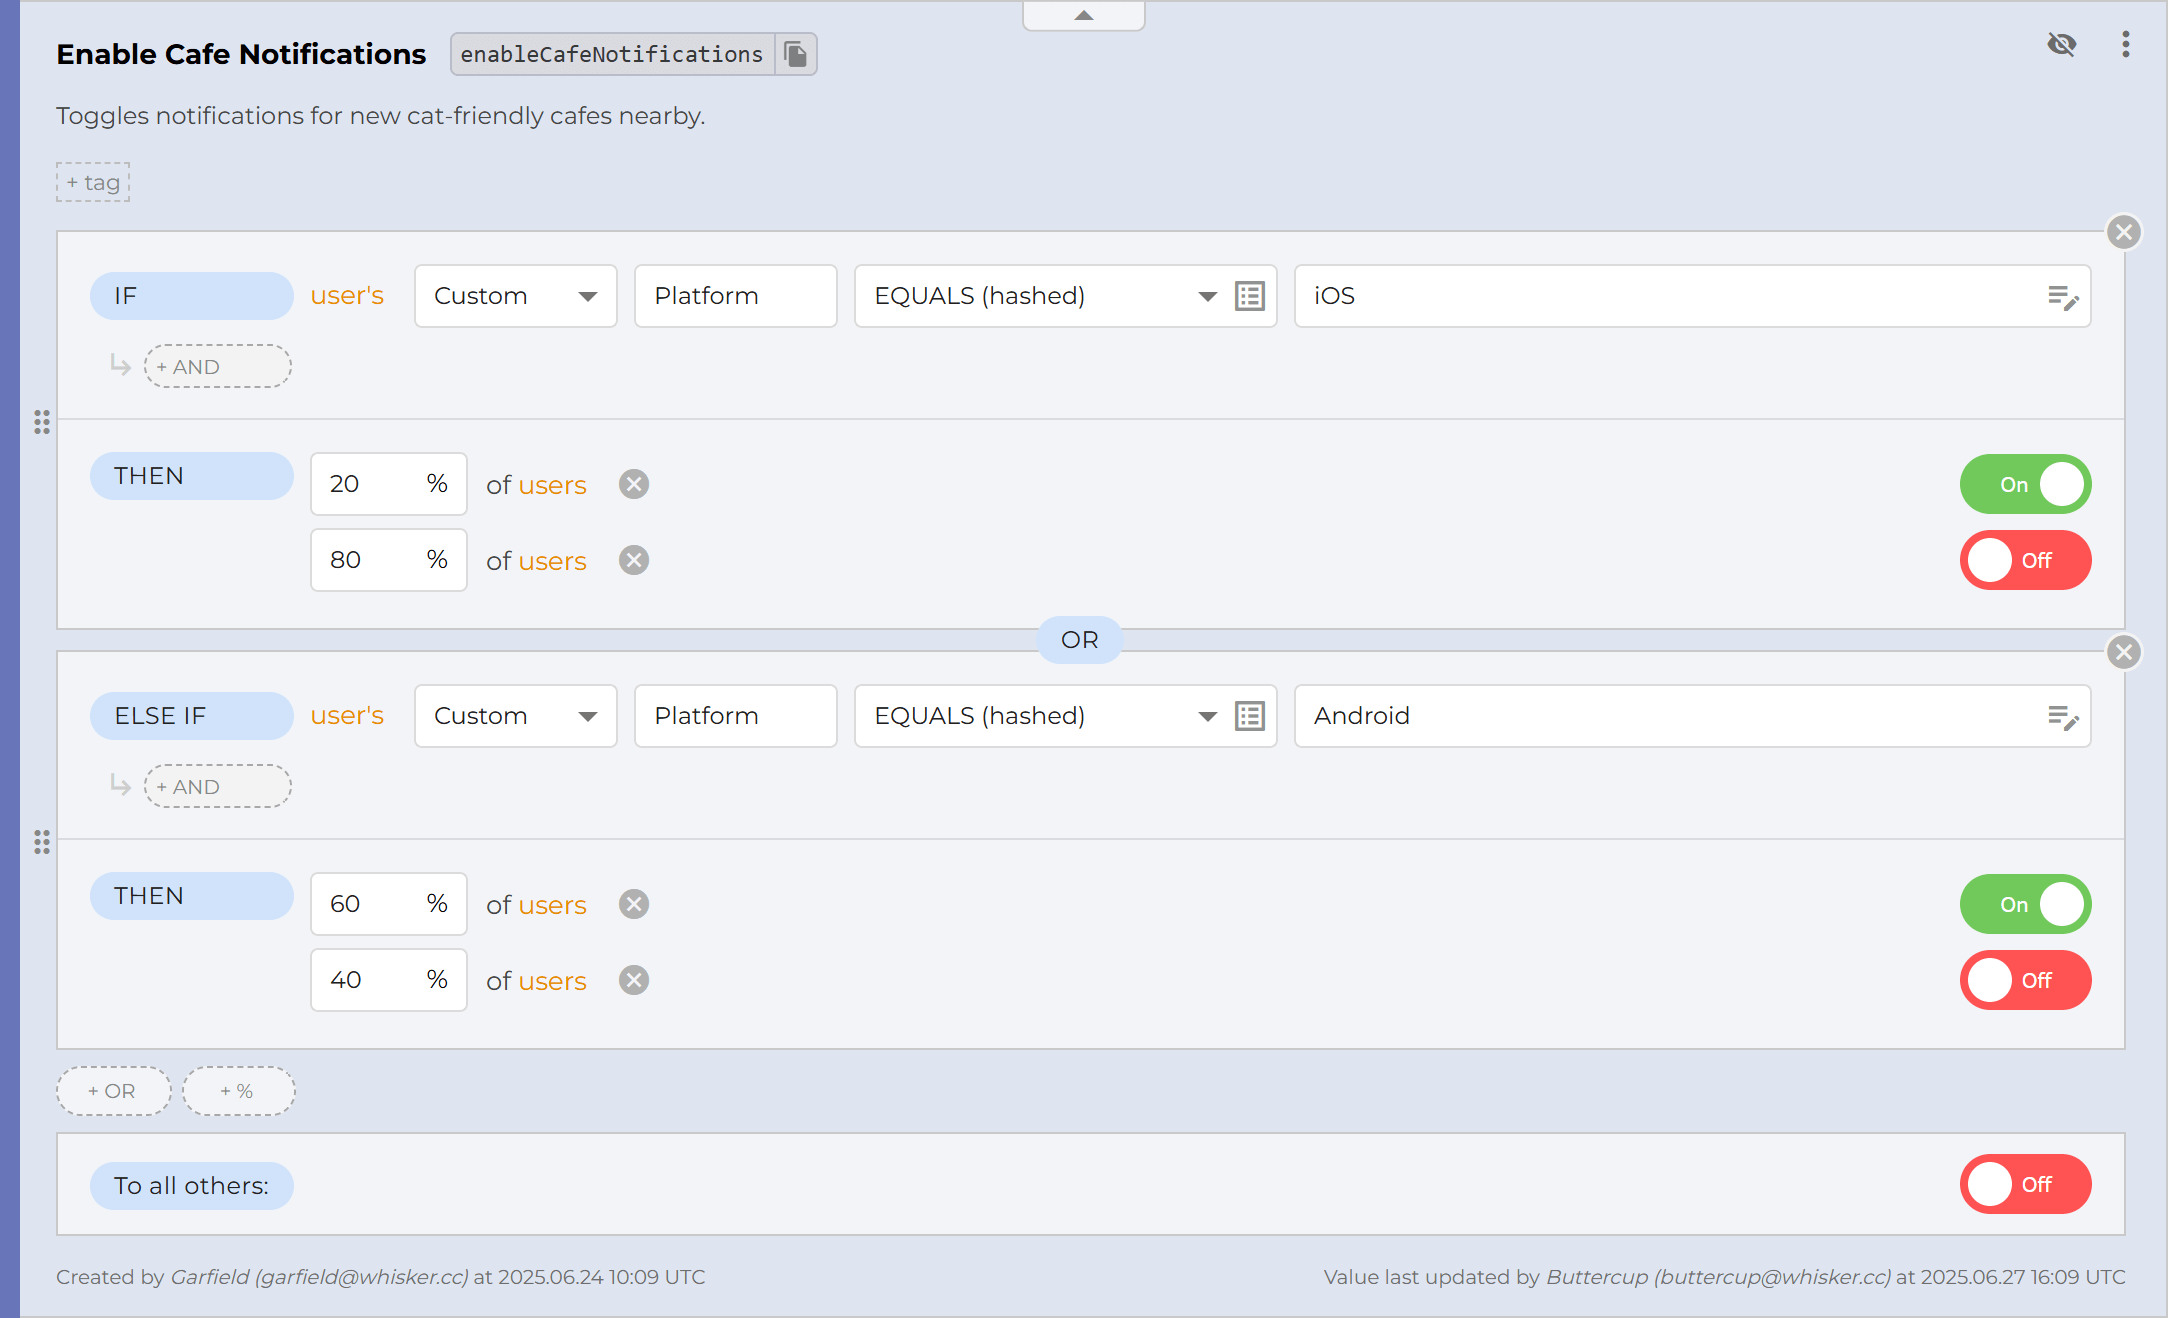 Enable Cafe Notifications enableCafeNotifications
Toggles notifications for new cat-friendly cafes nearby.
+ tag
IF user's Custom Platform EQUALS (hashed) iOS
+ AND
THEN 20 % of users On
80 % of users Off
OR
ELSE IF user's Custom Platform EQUALS (hashed) Android
+ AND
THEN 60 % of users On
40 % of users Off
+ OR + %
To all others: Off
Created by Garfield (garfield@whisker.cc) at 2025.06.24 10:09 UTC Value last updated by Buttercup (buttercup@whisker.cc) at 2025.06.27 16:09 UTC